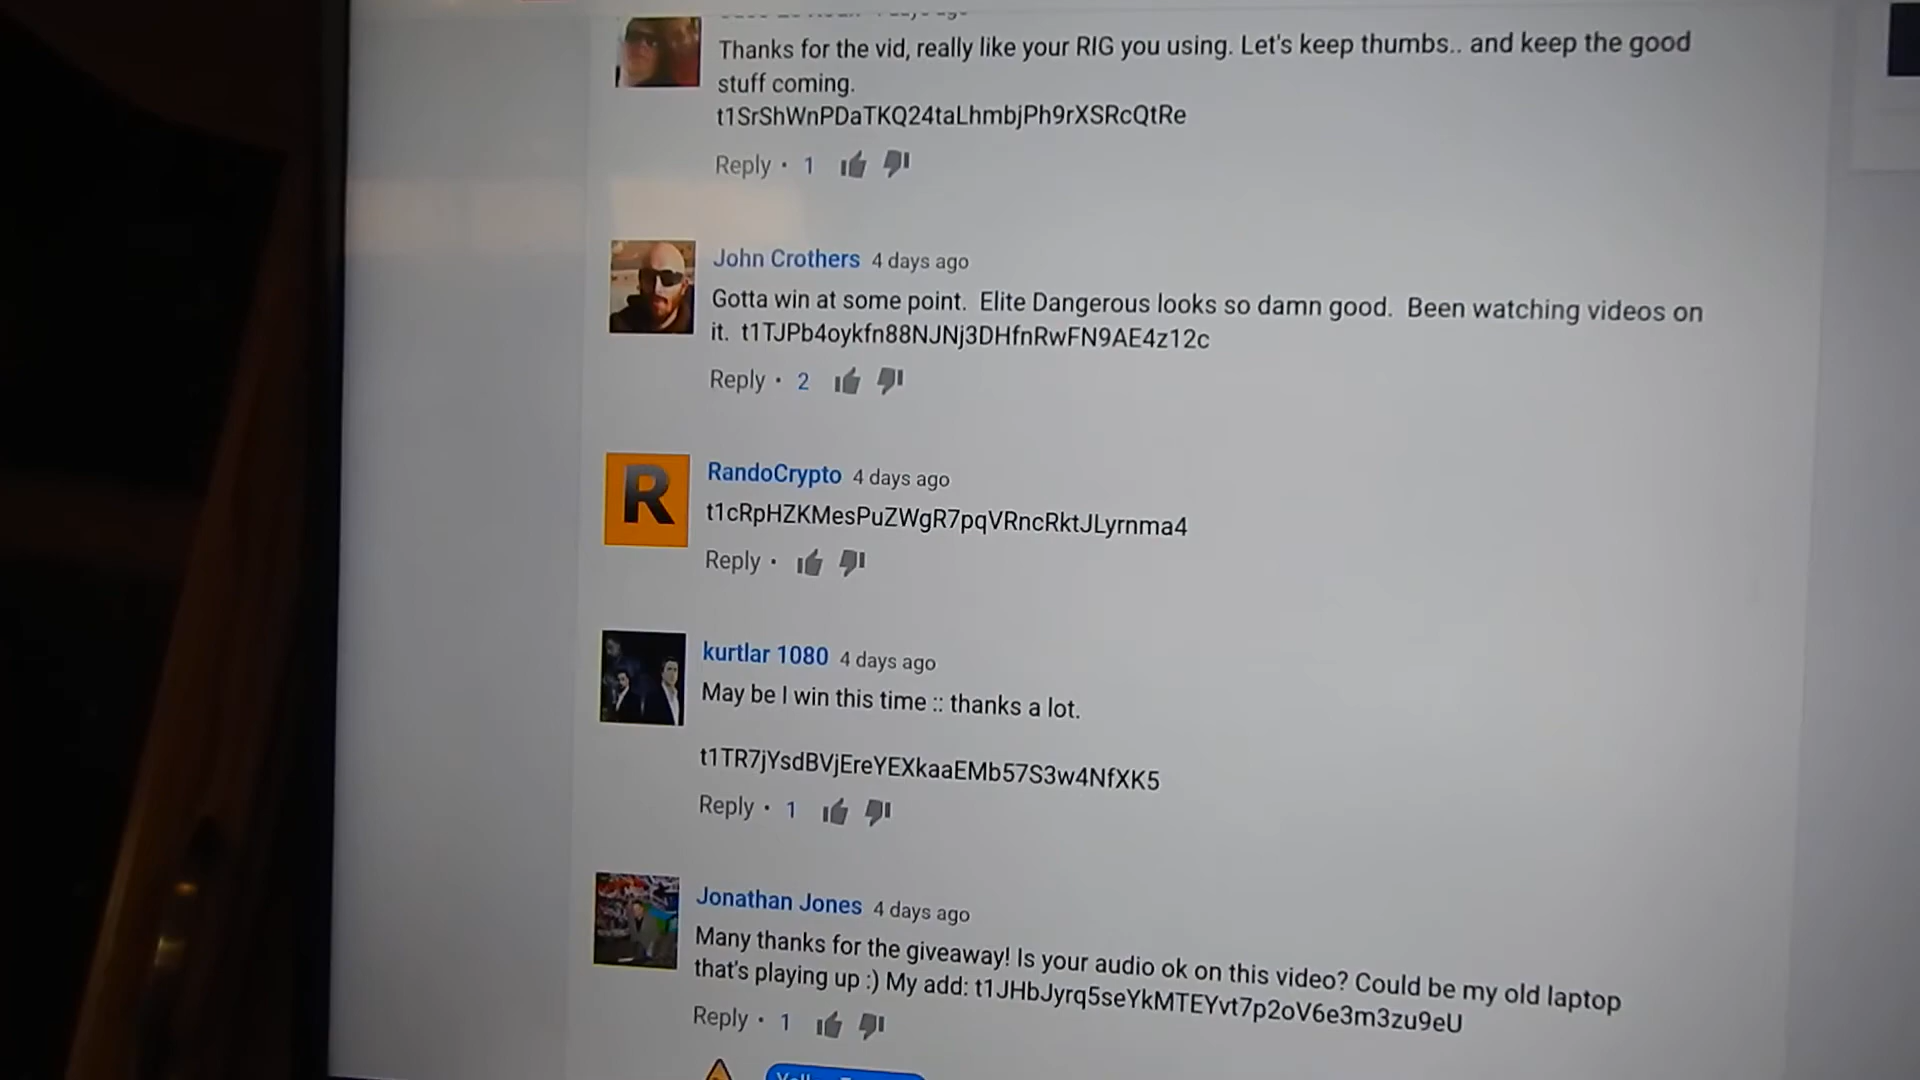 Thanks for the vid, really like your RIG you using. Let's keep thumbs.. and keep the good
stuff coming.
t1SrShWnPDaTKQ24taLhmbjPh9rXSRcQtRe
Reply · 1
John Crothers 4 days ago
Gotta win at some point. Elite Dangerous looks so damn good. Been watching videos on
it. t1TJPb4oykfn88NJNj3DHfnRwFN9AE4z12c
Reply · 2
R
RandoCrypto 4 days ago
t1cRpHZKMesPuZWgR7pqVRncRktJLyrnma4
Reply ·
kurtlar 1080 4 days ago
May be I win this time :: thanks a lot.
t1TR7jYsdBVjEreYEXkaaEMb57S3w4NfXK5
Reply · 1
Jonathan Jones 4 days ago
Many thanks for the giveaway! Is your audio ok on this video? Could be my old laptop
that's playing up :) My add: t1JHbJyrq5seYkMTEYvt7p2oV6e3m3zu9eU
Reply · 1